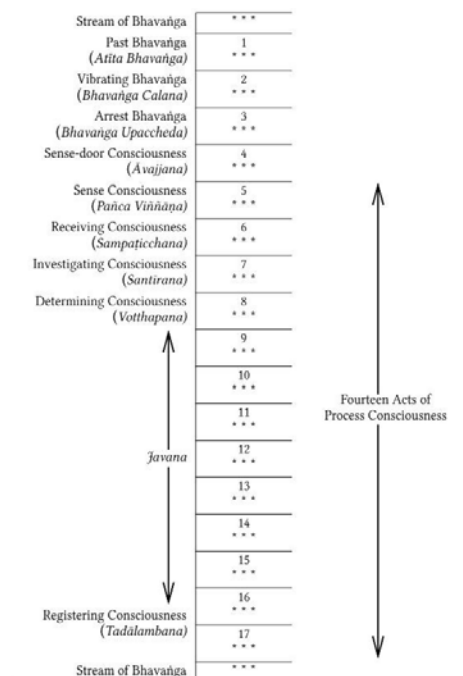 Stream of Bhavaṅga * * *
Past Bhavaṅga 1
(Atīta Bhavaṅga) * * *
Vibrating Bhavaṅga 2
(Bhavaṅga Calana) * * *
Arrest Bhavaṅga 3
(Bhavaṅga Upaccheda) * * *
Sense-door Consciousness 4
(Āvajjana) * * *
Sense Consciousness 5
(Pañca Viññāṇa) * * *
Receiving Consciousness 6
(Sampaṭicchana) * * *
Investigating Consciousness 7
(Santirana) * * *
Determining Consciousness 8
(Votthapana) * * *
9
* * *
10
* * *
11
* * *
Fourteen Acts of
Process Consciousness
Javana
12
* * *
13
* * *
14
* * *
15
* * *
16
* * *
Registering Consciousness
(Tadālambana) 17
* * *
Stream of Bhavaṅga * * *